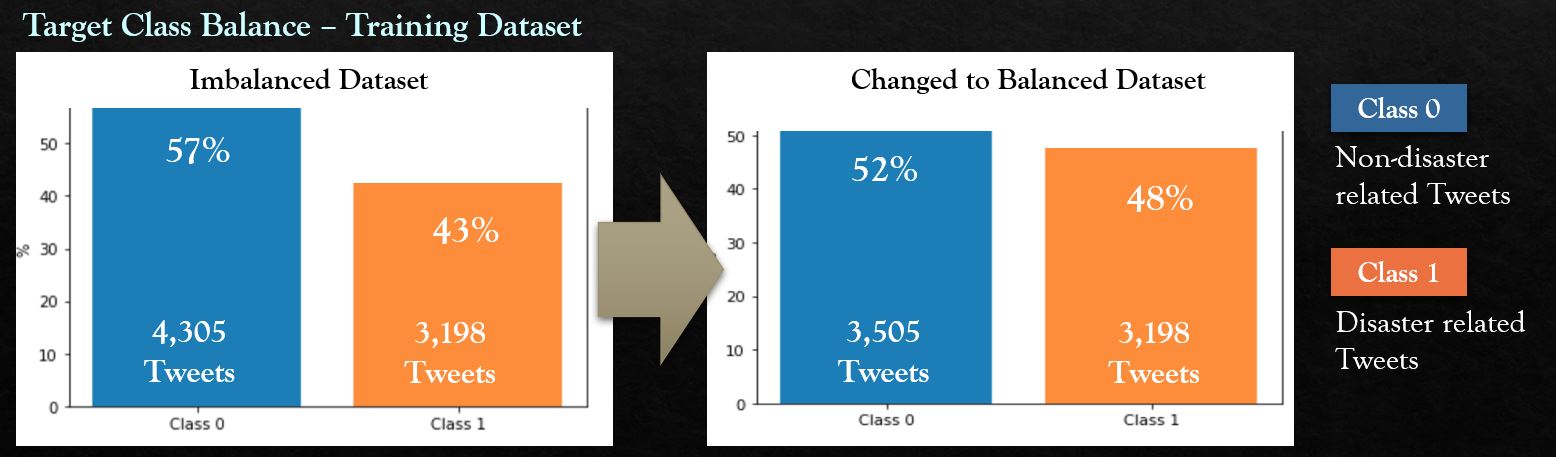 Target Class Balance – Training Dataset
Imbalanced Dataset
57%
43%
4,305
Tweets
3,198
Tweets
50
40
30
20
10
0
%
Class 0
Class 1
Changed to Balanced Dataset
52%
48%
3,505
Tweets
3,198
Tweets
50
40
30
20
10
0
Class 0
Class 1
Class 0
Non-disaster
related Tweets
Class 1
Disaster related
Tweets